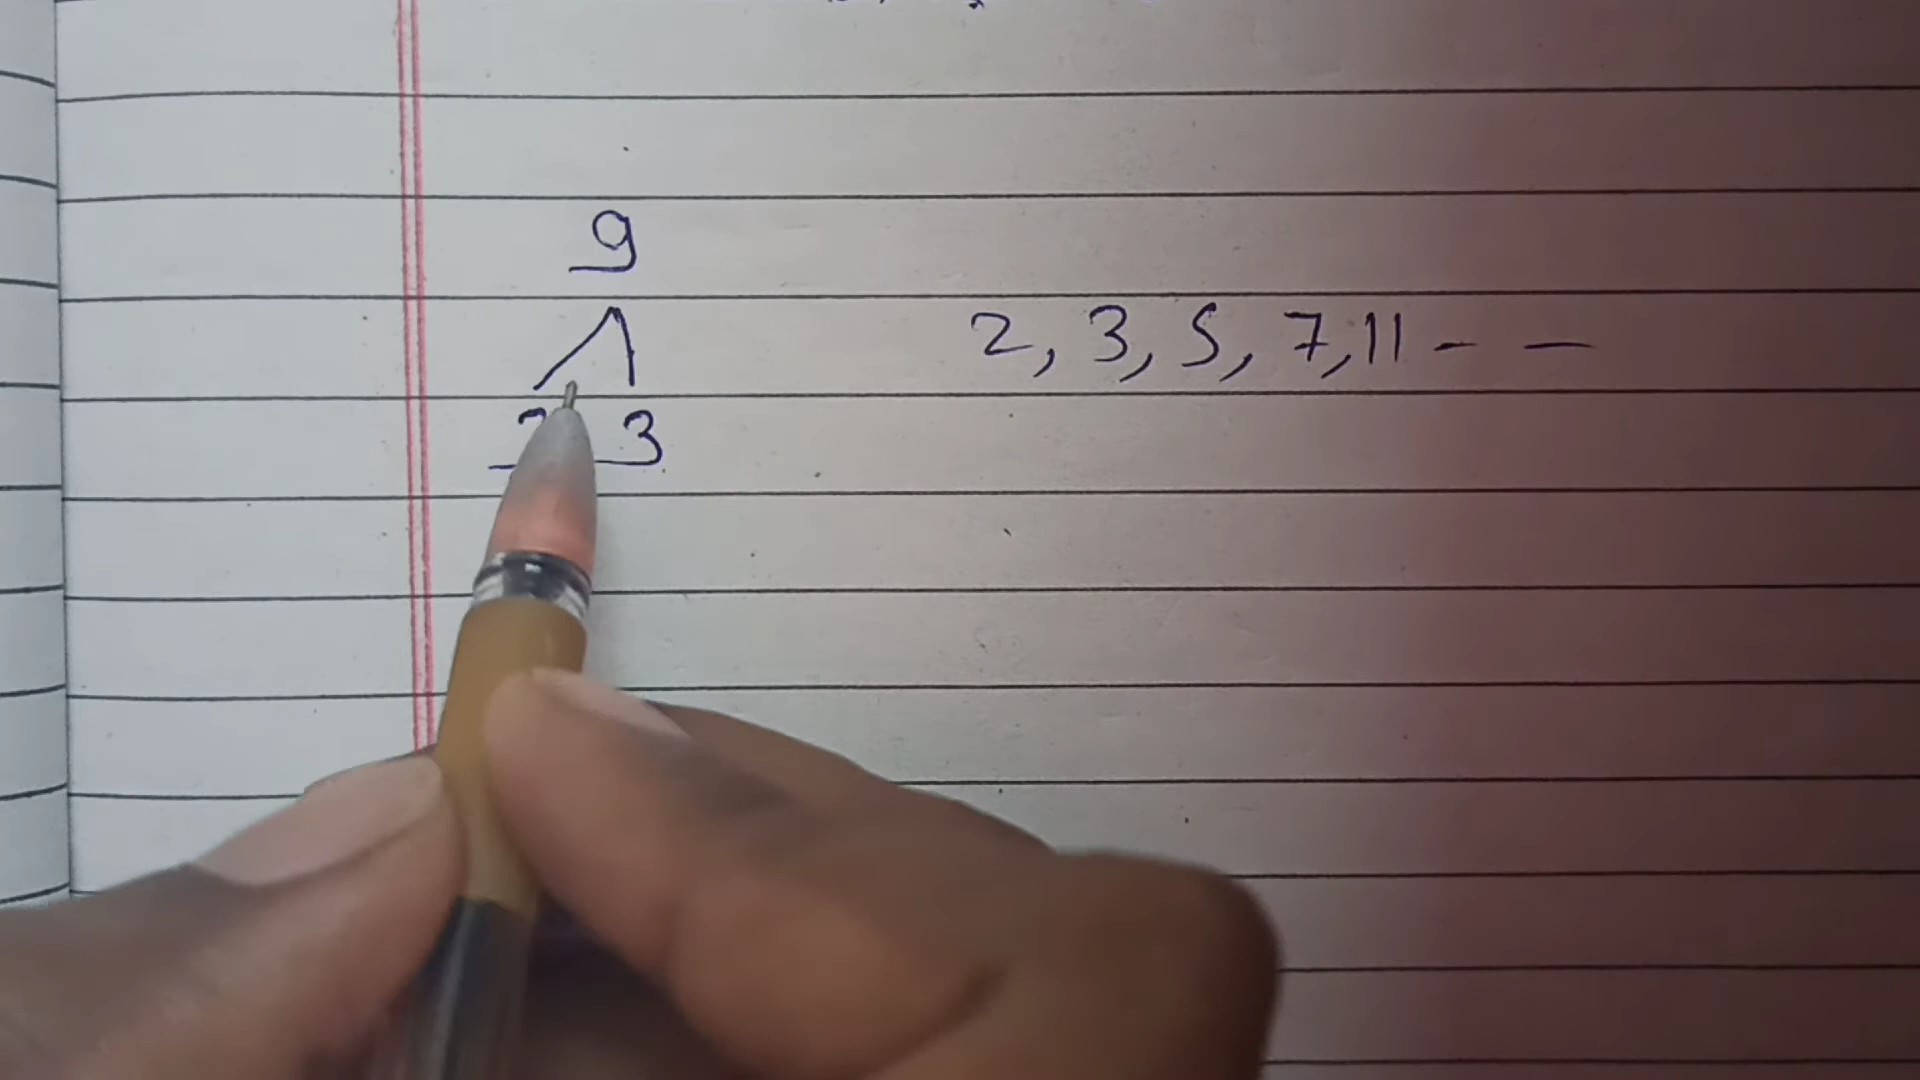 9
2, 3, 5, 7, 11 - -
3